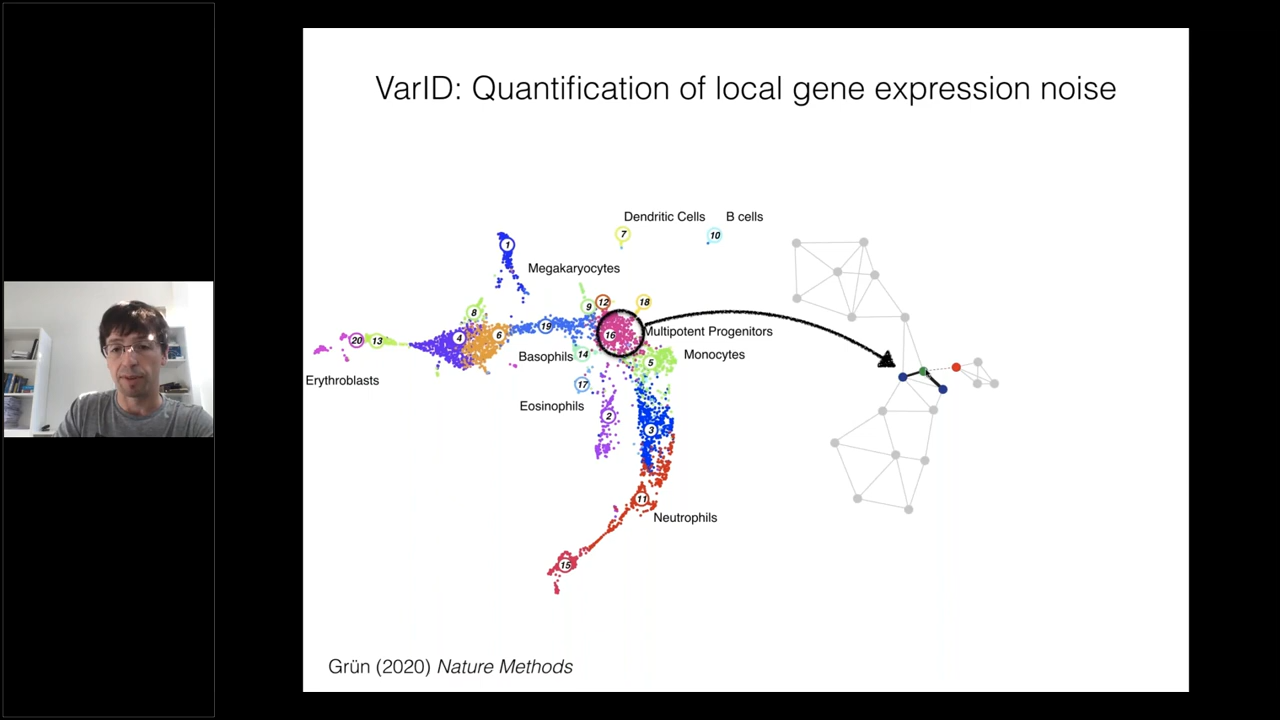 VarID: Quantification of local gene expression noise
Dendritic Cells
B cells
7
10
1
Megakaryocytes
8
9
12
18
20
13
4
6
19
16
Multipotent Progenitors
Basophils
14
5
Monocytes
Erythroblasts
17
Eosinophils
2
3
11
Neutrophils
15
Grün (2020) Nature Methods